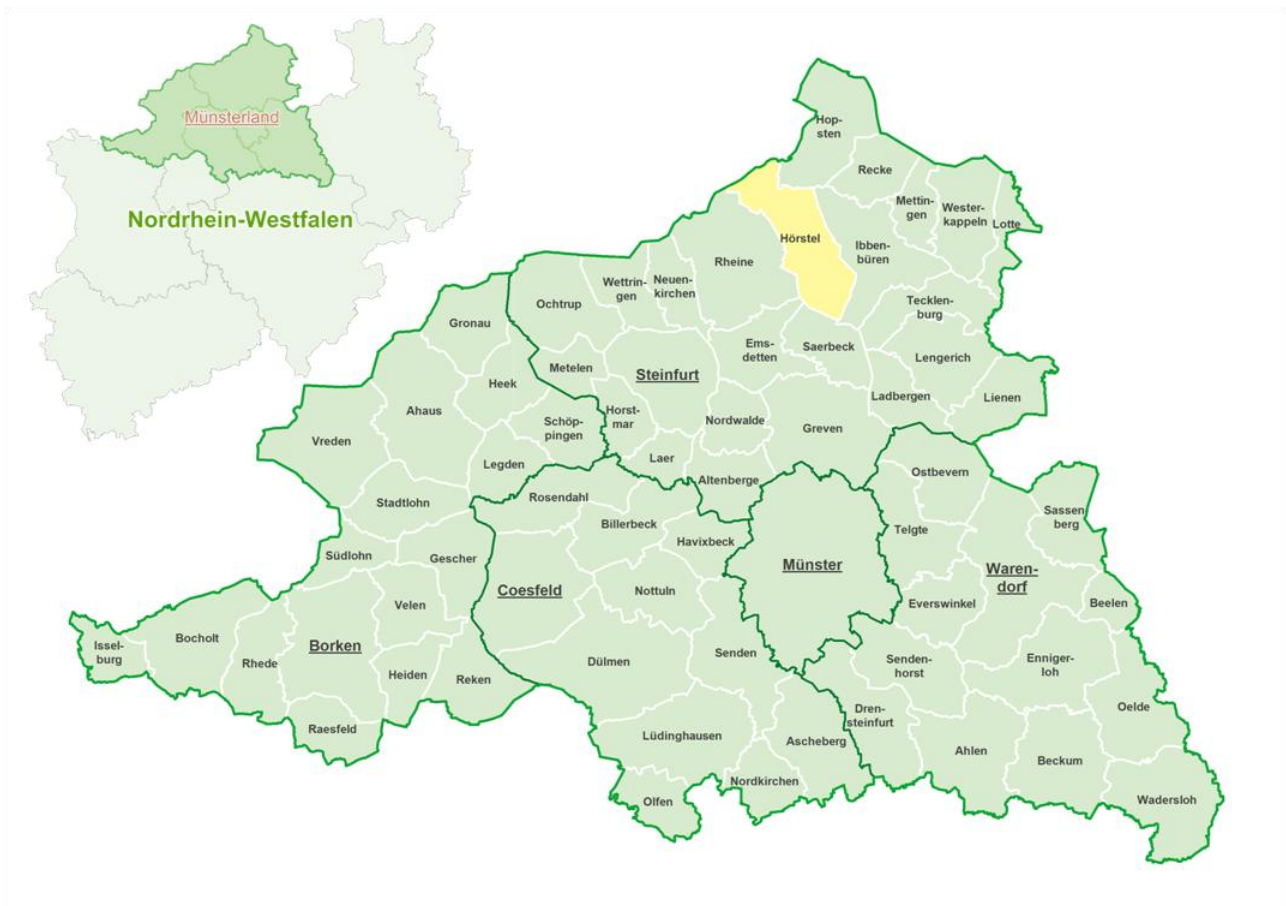 Münsterland
Nordrhein-Westfalen
Hop-
sten
Recke
Mettin-
gen
Wester-
kappeln
Lotte
Hörstel
Ibben-
büren
Rheine
Wettrin-
gen
Neuen-
kirchen
Ochtrup
Tecklen-
burg
Gronau
Ems-
detten
Saerbeck
Lengerich
Metelen
Steinfurt
Heek
Ladbergen
Lienen
Ahaus
Horst-
mar
Nordwalde
Greven
Schöp-
pingen
Vreden
Laer
Legden
Altenberge
Ostbevern
Stadtlohn
Rosendahl
Billerbeck
Sassen
berg
Havixbeck
Telgte
Südlohn
Gescher
Münster
Waren-
dorf
Coesfeld
Nottuln
Velen
Everswinkel
Beelen
Issel-
burg
Bocholt
Rhede
Borken
Heiden
Reken
Dülmen
Senden
Senden-
horst
Enniger-
loh
Raesfeld
Dren-
steinfurt
Oelde
Lüdinghausen
Ascheberg
Ahlen
Beckum
Nordkirchen
Olfen
Wadersloh